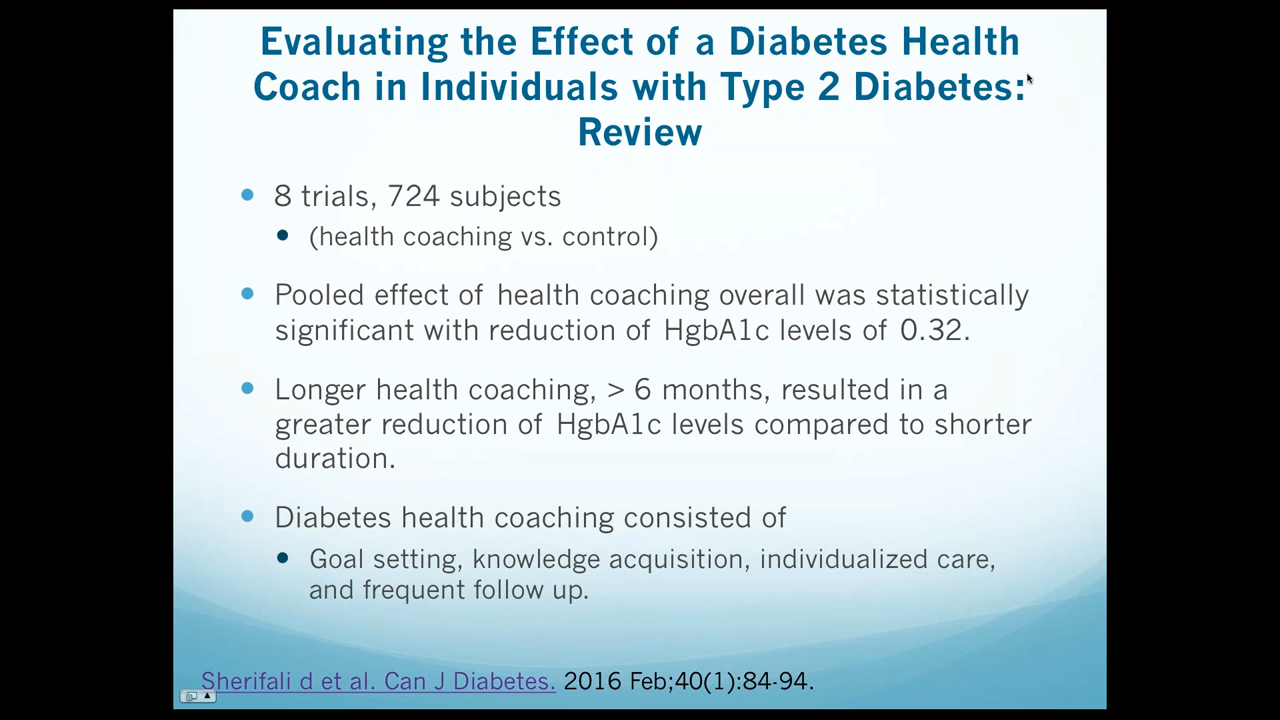 Evaluating the Effect of a Diabetes Health
Coach in Individuals with Type 2 Diabetes:
Review
8 trials, 724 subjects
(health coaching vs. control)
Pooled effect of health coaching overall was statistically
significant with reduction of HgbA1c levels of 0.32.
Longer health coaching, > 6 months, resulted in a
greater reduction of HgbA1c levels compared to shorter
duration.
Diabetes health coaching consisted of
Goal setting, knowledge acquisition, individualized care,
and frequent follow up.
Sherifali d et al. Can J Diabetes. 2016 Feb;40(1):84-94.